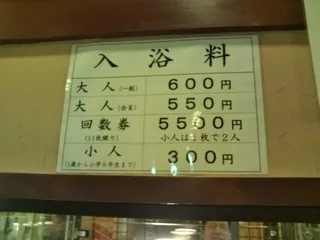 入浴料
大人(一般) 600円
大人(会員) 550円
回数券 5500円
(11枚綴り) 小人は1枚で2人
小人 300円
(1歳から小学6年生まで)